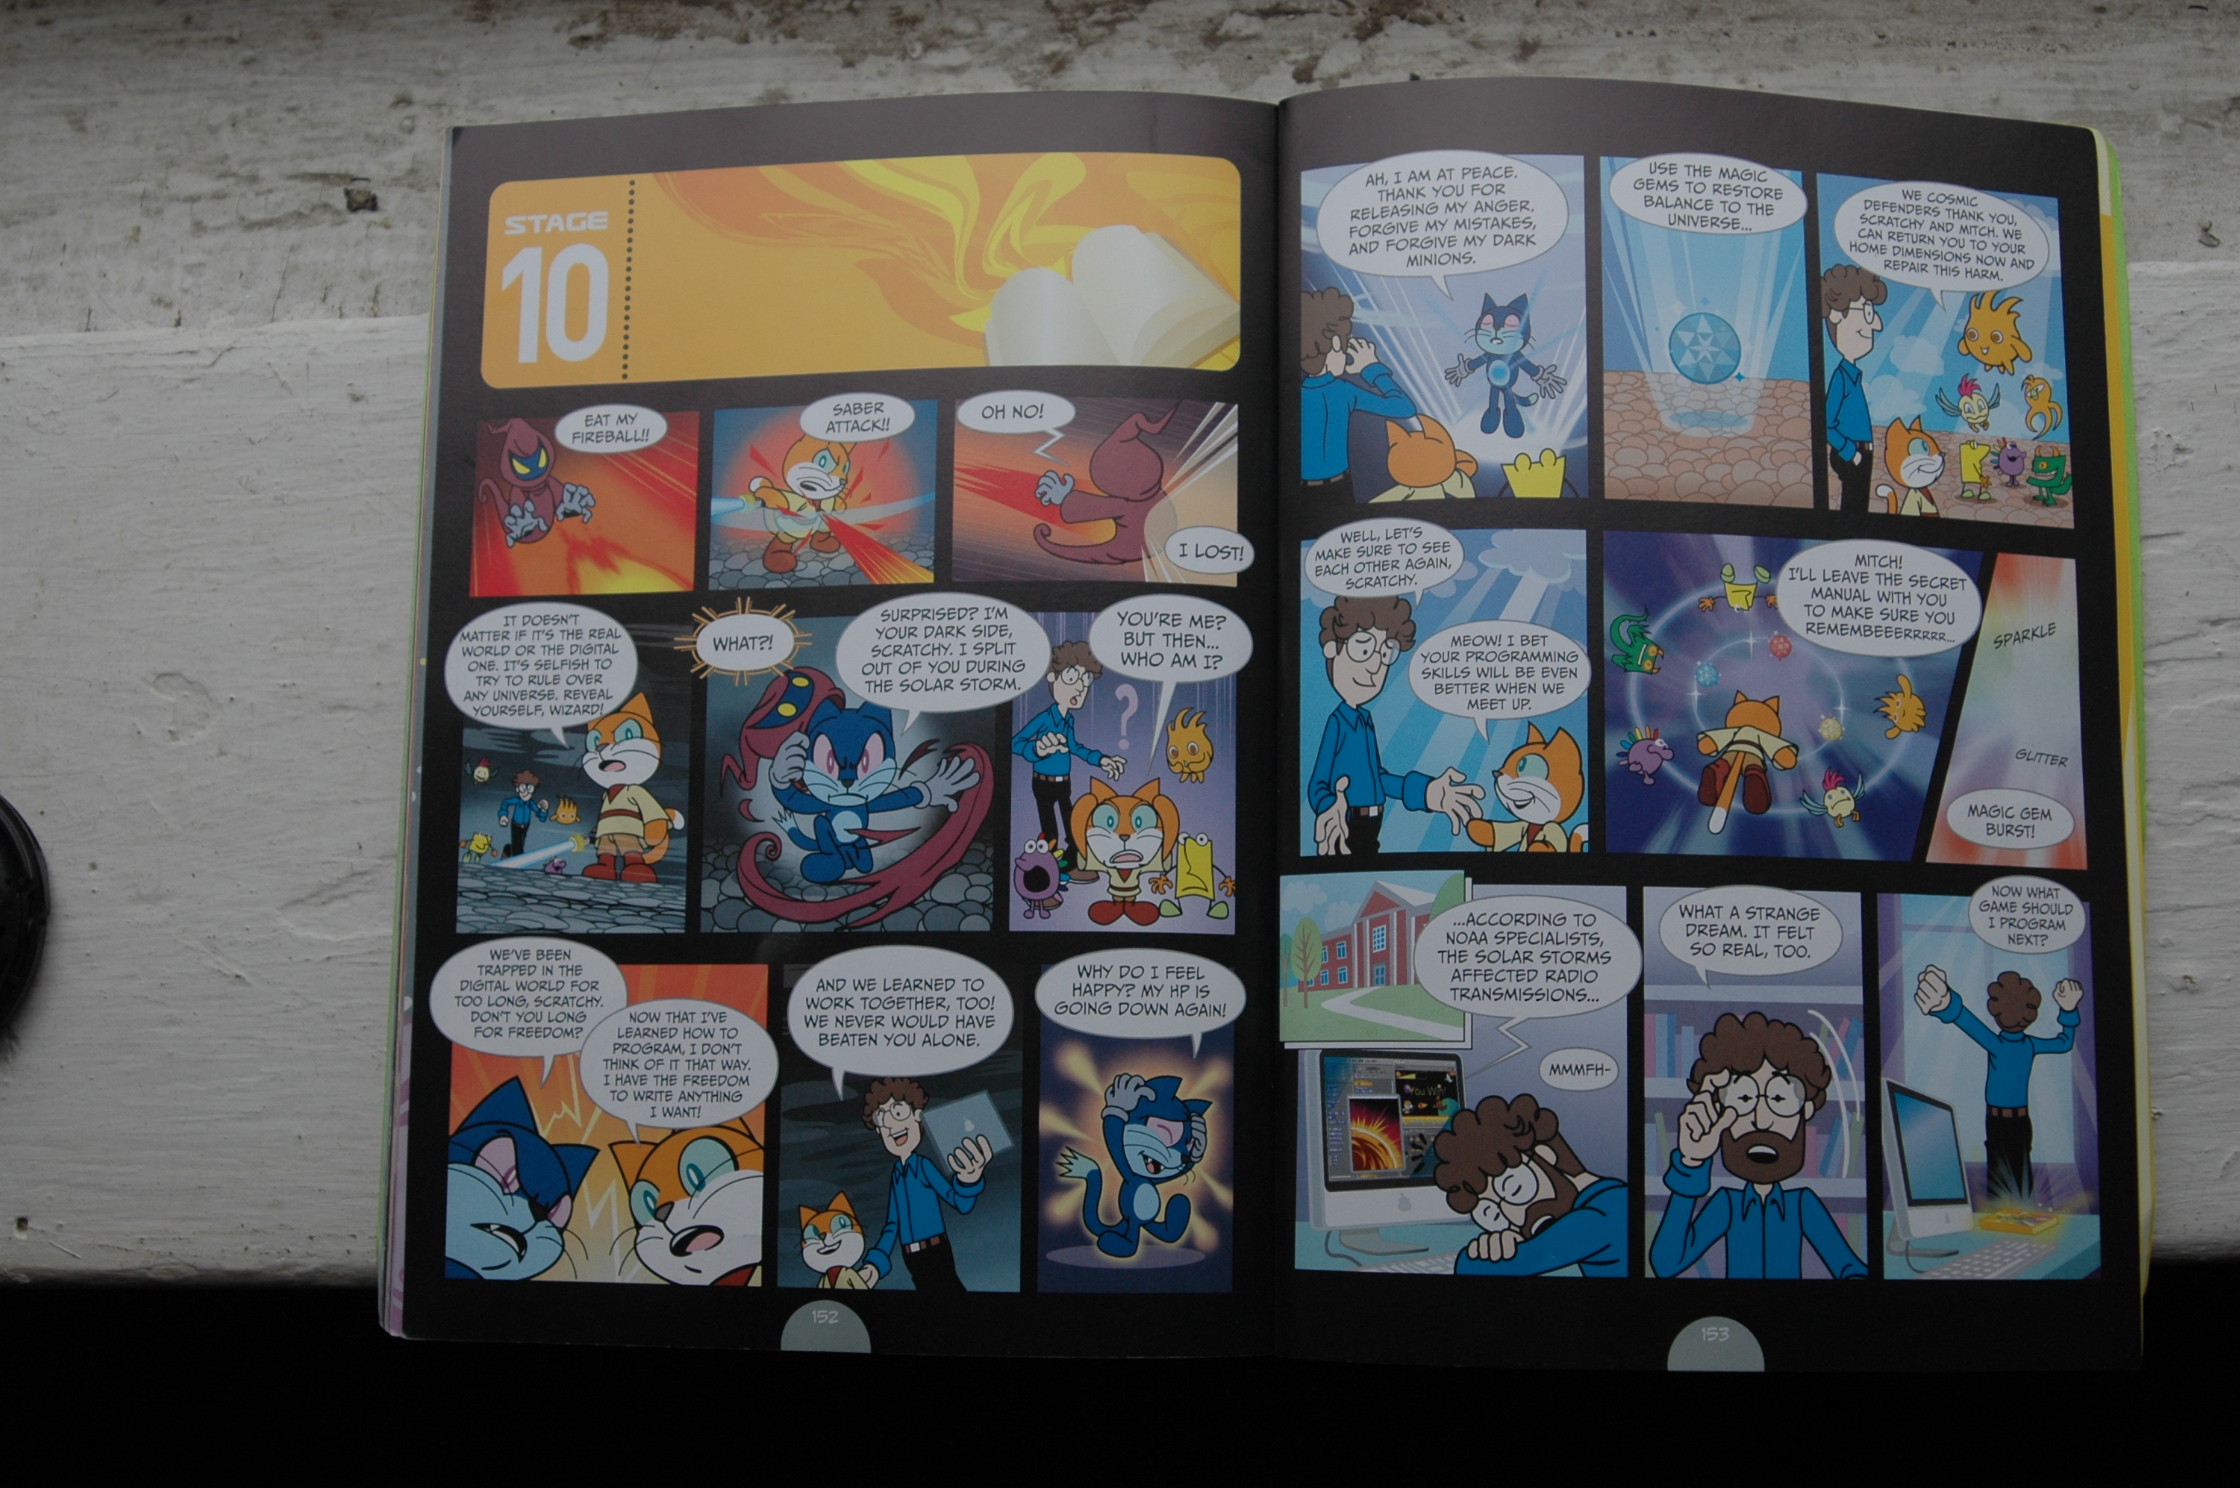 STAGE
10
EAT MY
FIREBALL!!
SABER
ATTACK!!
OH NO!
I LOST!
IT DOESN'T
MATTER IF IT'S THE REAL
WORLD OR THE DIGITAL
ONE. IT'S SELFISH TO
TRY TO RULE OVER
ANY UNIVERSE. REVEAL
YOURSELF, WIZARD!
WHAT?!
SURPRISED? I'M
YOUR DARK SIDE,
SCRATCHY. I SPLIT
OUT OF YOU DURING
THE SOLAR STORM.
YOU'RE ME?
BUT THEN...
WHO AM I?
?
WE'VE BEEN
TRAPPED IN THE
DIGITAL WORLD FOR
TOO LONG, SCRATCHY.
DON'T YOU LONG
FOR FREEDOM?
NOW THAT I'VE
LEARNED HOW TO
PROGRAM, I DON'T
THINK OF IT THAT WAY.
I HAVE THE FREEDOM
TO WRITE ANYTHING
I WANT!
AND WE LEARNED TO
WORK TOGETHER, TOO!
WE NEVER WOULD HAVE
BEATEN YOU ALONE.
WHY DO I FEEL
HAPPY? MY HP IS
GOING DOWN AGAIN!
152
AH, I AM AT PEACE.
THANK YOU FOR
RELEASING MY ANGER.
FORGIVE MY MISTAKES,
AND FORGIVE MY DARK
MINIONS.
USE THE MAGIC
GEMS TO RESTORE
BALANCE TO THE
UNIVERSE...
WE COSMIC
DEFENDERS THANK YOU,
SCRATCHY AND MITCH. WE
CAN RETURN YOU TO YOUR
HOME DIMENSIONS NOW AND
REPAIR THIS HARM.
WELL, LET'S
MAKE SURE TO SEE
EACH OTHER AGAIN,
SCRATCHY.
MEOW! I BET
YOUR PROGRAMMING
SKILLS WILL BE EVEN
BETTER WHEN WE
MEET UP.
MITCH!
I'LL LEAVE THE SECRET
MANUAL WITH YOU
TO MAKE SURE YOU
REMEMBEEERRRRR...
SPARKLE
GLITTER
MAGIC GEM
BURST!
...ACCORDING TO
NOAA SPECIALISTS,
THE SOLAR STORMS
AFFECTED RADIO
TRANSMISSIONS...
MMMFH-
You W
WHAT A STRANGE
DREAM. IT FELT
SO REAL, TOO.
NOW WHAT
GAME SHOULD
I PROGRAM
NEXT?
153